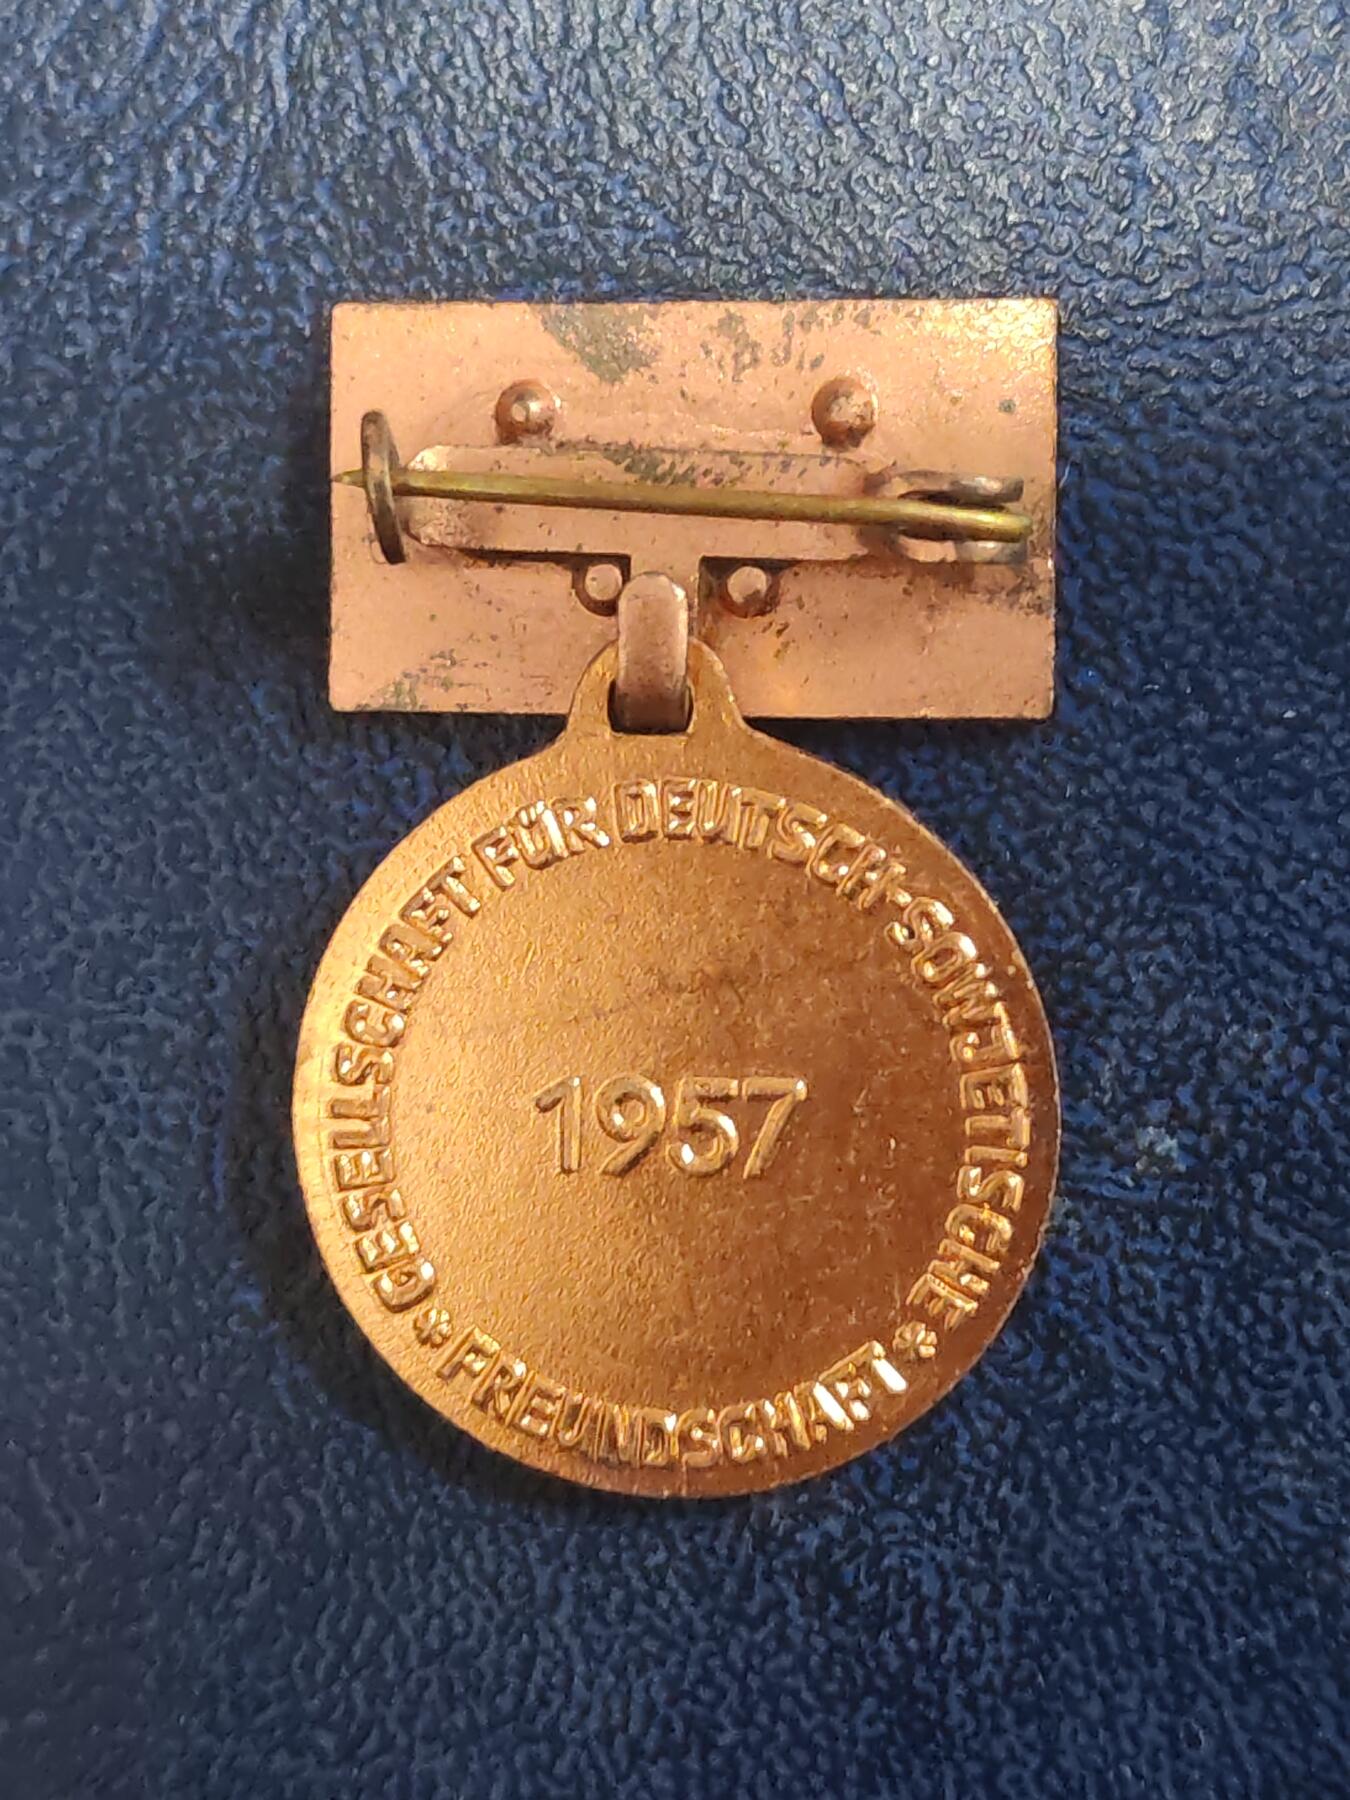 GESELLSCHAFT FÜR DEUTSCH-SOWJETISCHE
* FREUNDSCHAFT *
1957